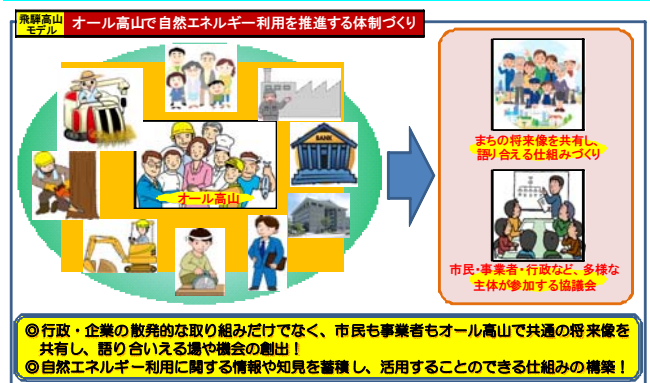 飛騨高山
モデル
オール高山で自然エネルギー利用を推進する体制づくり
BANK
オール高山
まちの将来像を共有し、
語り合える仕組みづくり
市民・事業者・行政など、多様な
主体が参加する協議会
◎行政・企業の散発的な取り組みだけでなく、市民も事業者もオール高山で共通の将来像を
共有し、語り合いえる場や機会の創出!
◎自然エネルギー利用に関する情報や知見を蓄積し、活用することのできる仕組みの構築!